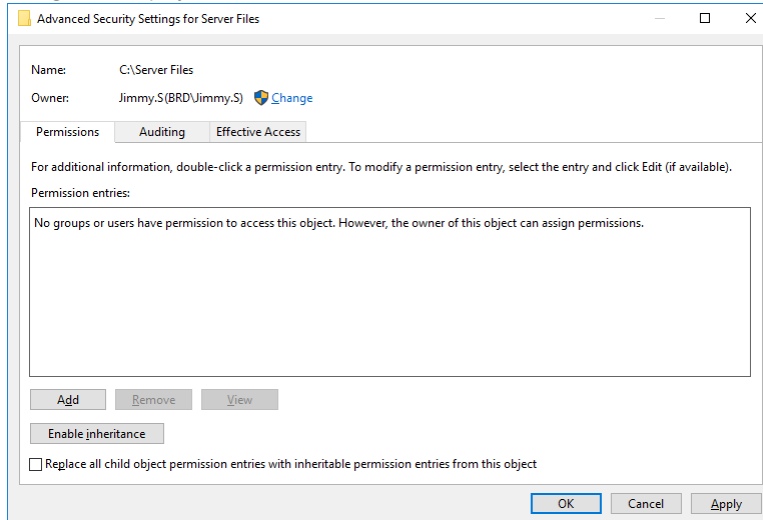 Advanced Security Settings for Server Files
Name: C:\Server Files
Owner: Jimmy.S(BRD\Jimmy.S) Change
Permissions Auditing Effective Access
For additional information, double-click a permission entry. To modify a permission entry, select the entry and click Edit (if available).
Permission entries:
No groups or users have permission to access this object. However, the owner of this object can assign permissions.
Add Remove View
Enable inheritance
Replace all child object permission entries with inheritable permission entries from this object
OK Cancel Apply